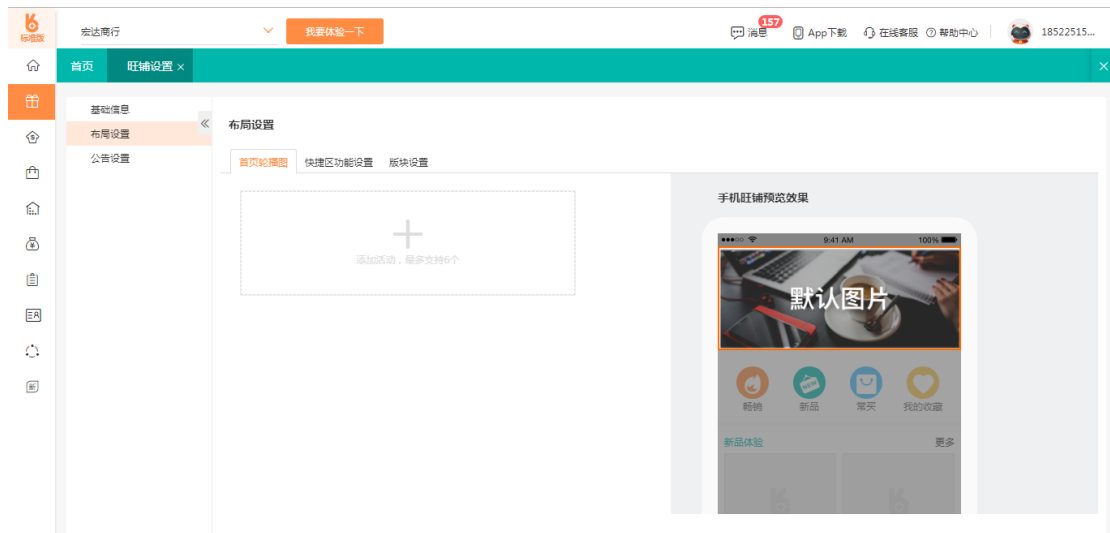 标准版
宏达商行
我要体验一下
157
消息
App下载
在线客服
帮助中心
18522515...
首页
旺铺设置 ×
基础信息
布局设置
公告设置
布局设置
首页轮播图
快捷区功能设置
版块设置
添加活动，最多支持6个
手机旺铺预览效果
9:41 AM
100%
默认图片
畅销
新品
常买
我的收藏
新品体验
更多
新